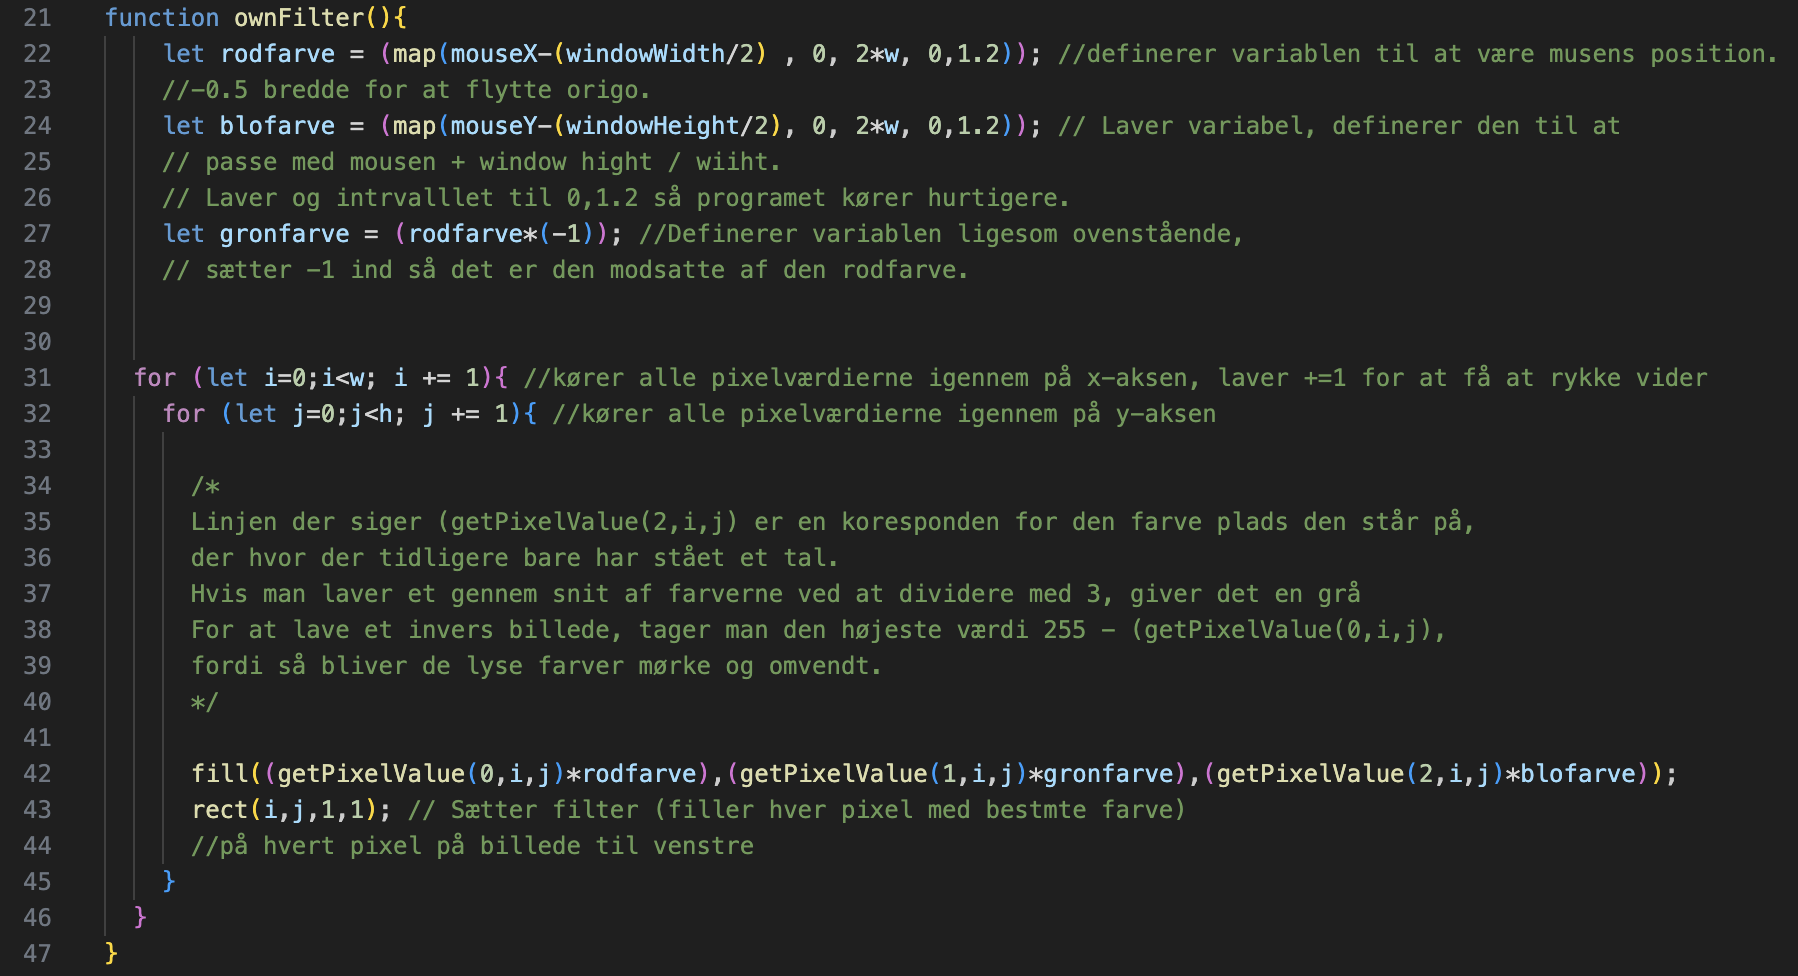 21 function ownFilter(){
22 let rodfarve = (map(mouseX-(windowWidth/2) , 0, 2*w, 0,1.2)); //definerer variablen til at være musens position.
23 //-0.5 bredde for at flytte origo.
24 let blofarve = (map(mouseY-(windowHeight/2), 0, 2*w, 0,1.2)); // Laver variabel, definerer den til at
25 // passe med mousen + window hight / wiiht.
26 // Laver og intrvalllet til 0,1.2 så programet kører hurtigere.
27 let gronfarve = (rodfarve*(-1)); //Definerer variablen ligesom ovenstående,
28 // sætter -1 ind så det er den modsatte af den rodfarve.
29
30
31 for (let i=0;i<w; i += 1){ //kører alle pixelværdierne igennem på x-aksen, laver +=1 for at få at rykke vider
32 for (let j=0;j<h; j += 1){ //kører alle pixelværdierne igennem på y-aksen
33
34 /*
35 Linjen der siger (getPixelValue(2,i,j) er en koresponden for den farve plads den står på,
36 der hvor der tidligere bare har stået et tal.
37 Hvis man laver et gennem snit af farverne ved at dividere med 3, giver det en grå
38 For at lave et invers billede, tager man den højeste værdi 255 - (getPixelValue(0,i,j),
39 fordi så bliver de lyse farver mørke og omvendt.
40 */
41
42 fill((getPixelValue(0,i,j)*rodfarve),(getPixelValue(1,i,j)*gronfarve),(getPixelValue(2,i,j)*blofarve));
43 rect(i,j,1,1); // Sætter filter (filler hver pixel med bestmte farve)
44 //på hvert pixel på billede til venstre
45 }
46 }
47 }